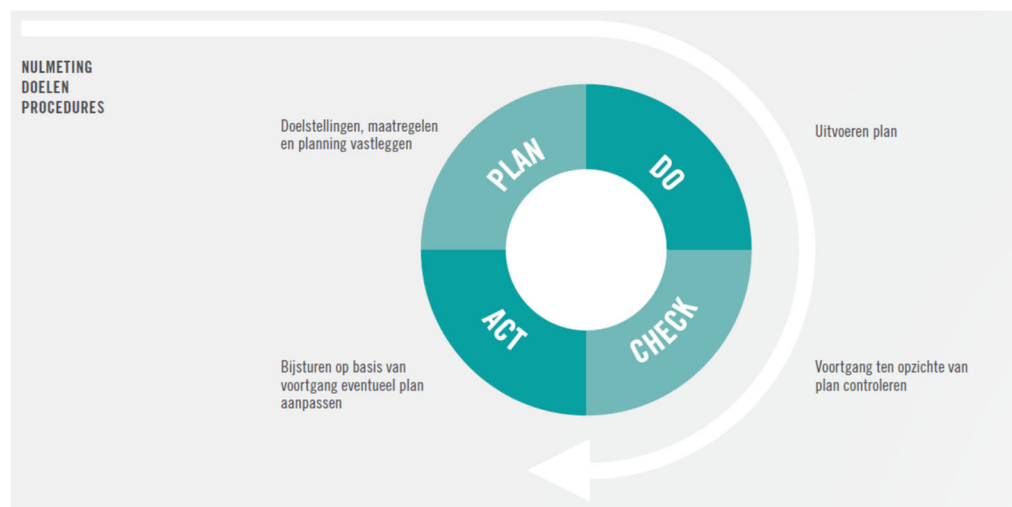 NULMETING
DOELEN
PROCEDURES
Doelstellingen, maatregelen
en planning vastleggen
PLAN
DO
Uitvoeren plan
Bijsturen op basis van
voortgang eventueel plan
aanpassen
ACT
CHECK
Voortgang ten opzichte van
plan controleren